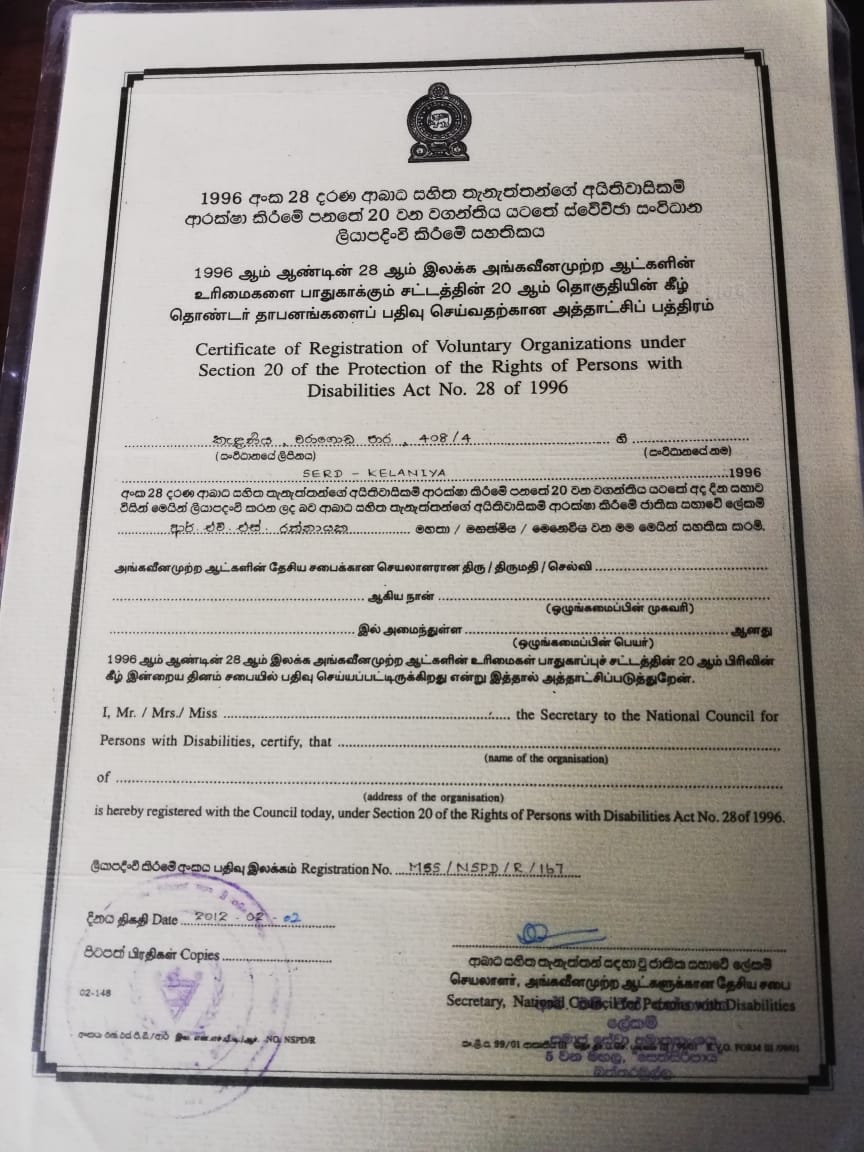 1996 අංක 28 දරණ ආබාධ සහිත තැනැත්තන්ගේ අයිතිවාසිකම්
ආරක්ෂා කිරීමේ පනතේ 20 වන වගන්තිය යටතේ ස්වේච්ඡා සංවිධාන
ලියාපදිංචි කිරීමේ සහතිකය
1996 ஆம் ஆண்டின் 28 ஆம் இலக்க அங்கவீனமுற்ற ஆட்களின்
உரிமைகளை பாதுகாக்கும் சட்டத்தின் 20 ஆம் தொகுதியின் கீழ்
தொண்டர் தாபனங்களைப் பதிவு செய்வதற்கான அத்தாட்சிப் பத்திரம்
Certificate of Registration of Voluntary Organizations under
Section 20 of the Protection of the Rights of Persons with
Disabilities Act No. 28 of 1996
කැළණිය , වරාගොඩ පාර , 408/4 හි
(සංවිධානයේ ලිපිනය) (සංවිධානයේ නම)
SERD - KELANIYA 1996
අංක 28 දරණ ආබාධ සහිත තැනැත්තන්ගේ අයිතිවාසිකම් ආරක්ෂා කිරීමේ පනතේ 20 වන වගන්තිය යටතේ අද දින සභාව
විසින් මෙයින් ලියාපදිංචි කරන ලද බව ආබාධ සහිත තැනැත්තන්ගේ අයිතිවාසිකම් ආරක්ෂා කිරීමේ ජාතික සභාවේ ලේකම්
ආර්. එච්. එස්. රත්නායක මහතා / මහත්මිය / මෙනෙවිය වන මම මෙයින් සහතික කරමි.
அங்கவீனமுற்ற ஆட்களின் தேசிய சபைக்கான செயலாளரான திரு / திருமதி / செல்வி
ஆகிய நான்
(ஒழுங்கமைப்பின் முகவரி)
இல் அமைந்துள்ள ஆனது
(ஒழுங்கமைப்பின் பெயர்)
1996 ஆம் ஆண்டின் 28 ஆம் இலக்க அங்கவீனமுற்ற ஆட்களின் உரிமைகள் பாதுகாப்புச் சட்டத்தின் 20 ஆம் பிரிவின்
கீழ் இன்றைய தினம் சபையில் பதிவு செய்யப்பட்டிருக்கிறது என்று இத்தால் அத்தாட்சிப்படுத்துறேன்.
I, Mr. / Mrs./ Miss the Secretary to the National Council for
Persons with Disabilities, certify, that
(name of the organisation)
of
(address of the organisation)
is hereby registered with the Council today, under Section 20 of the Rights of Persons with Disabilities Act No. 28 of 1996.
ලියාපදිංචි කිරීමේ අංකය பதிவு இலக்கம் Registration No. MSS/NSPD/R/167
දිනය திகதி Date 2012 - 02 - 02
පිටපත් பிரதிகள் Copies
ආබාධ සහිත තැනැත්තන් සඳහා වූ ජාතික සභාවේ ලේකම්
செயலாளர், அங்கவீனமுற்ற ஆட்களுக்கான தேசிய சபை
02-148
Secretary, National Council for Persons with Disabilities
ලේකම්
NO. NSPD/R
99/01
5 වන මහල, "සෙත්සිරිපාය"
බත්තරමුල්ල